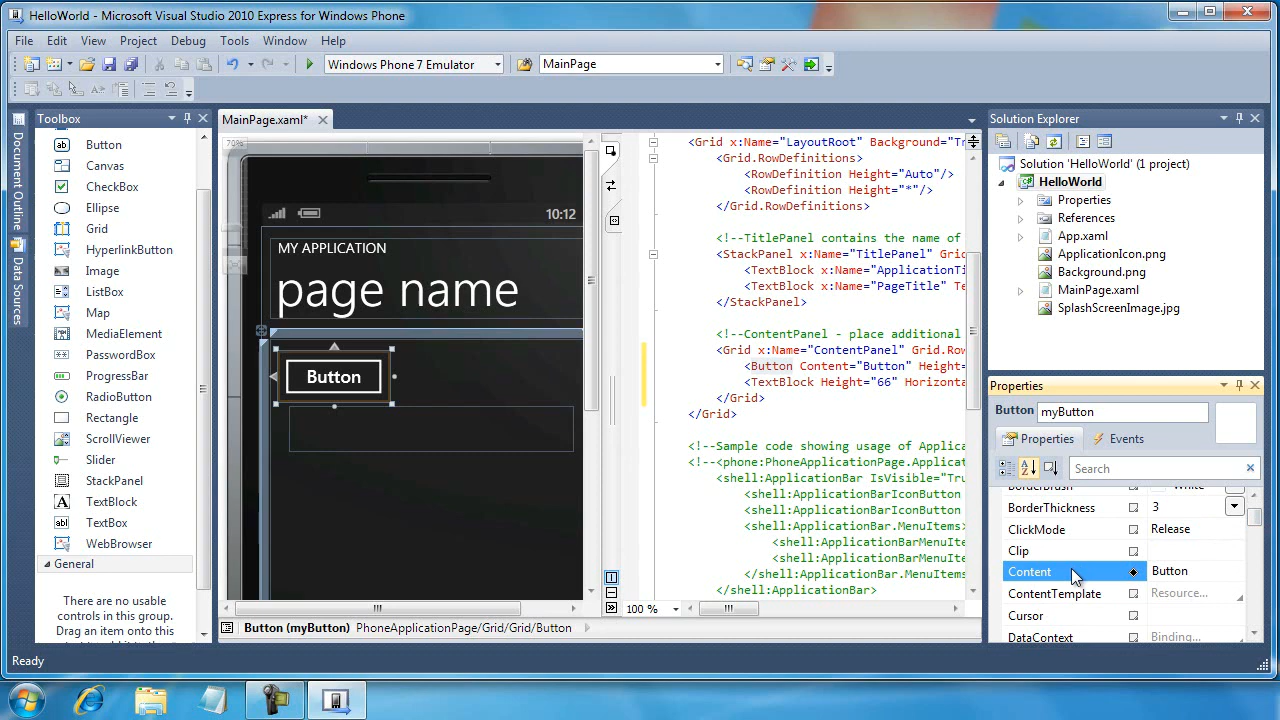 HelloWorld - Microsoft Visual Studio 2010 Express for Windows Phone
File Edit View Project Debug Tools Window Help
Windows Phone 7 Emulator MainPage
Toolbox
MainPage.xaml*
Solution Explorer
Document Outline
Data Sources
Button
Canvas
CheckBox
Ellipse
Grid
HyperlinkButton
Image
ListBox
Map
MediaElement
PasswordBox
ProgressBar
RadioButton
Rectangle
ScrollViewer
Slider
StackPanel
TextBlock
TextBox
WebBrowser
General
There are no usable
controls in this group.
Drag an item onto this
text to add it to the
70%
10:12
MY APPLICATION
page name
Button
<Grid x:Name="LayoutRoot" Background="Tr
<Grid.RowDefinitions>
<RowDefinition Height="Auto"/>
<RowDefinition Height="*"/>
</Grid.RowDefinitions>
<!--TitlePanel contains the name of
<StackPanel x:Name="TitlePanel" Grid
<TextBlock x:Name="ApplicationTi
<TextBlock x:Name="PageTitle" Te
</StackPanel>
<!--ContentPanel - place additional
<Grid x:Name="ContentPanel" Grid.Row
<Button Content="Button" Height=
<TextBlock Height="66" Horizonta
</Grid>
</Grid>
<!--Sample code showing usage of Applica
<!--<phone:PhoneApplicationPage.Applicat
<shell:ApplicationBar IsVisible="Tru
<shell:ApplicationBarIconButton
<shell:ApplicationBarIconButton
<shell:ApplicationBar.MenuItems>
<shell:ApplicationBarMenuIte
<shell:ApplicationBarMenuIte
</shell:ApplicationBar.MenuItems
</shell:ApplicationBar>
100 %
Button (myButton) PhoneApplicationPage/Grid/Grid/Button
Solution 'HelloWorld' (1 project)
HelloWorld
Properties
References
App.xaml
ApplicationIcon.png
Background.png
MainPage.xaml
SplashScreenImage.jpg
Properties
Button myButton
Properties Events
Search
BorderBrush White
BorderThickness 3
ClickMode Release
Clip
Content Button
ContentTemplate Resource...
Cursor
DataContext Binding...
Ready